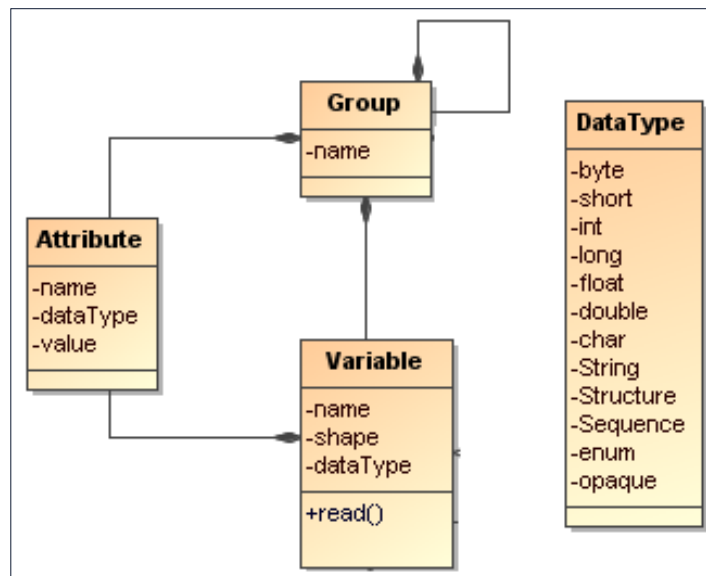 Group
-name
Attribute
-name
-dataType
-value
Variable
-name
-shape
-dataType
+read()
DataType
-byte
-short
-int
-long
-float
-double
-char
-String
-Structure
-Sequence
-enum
-opaque